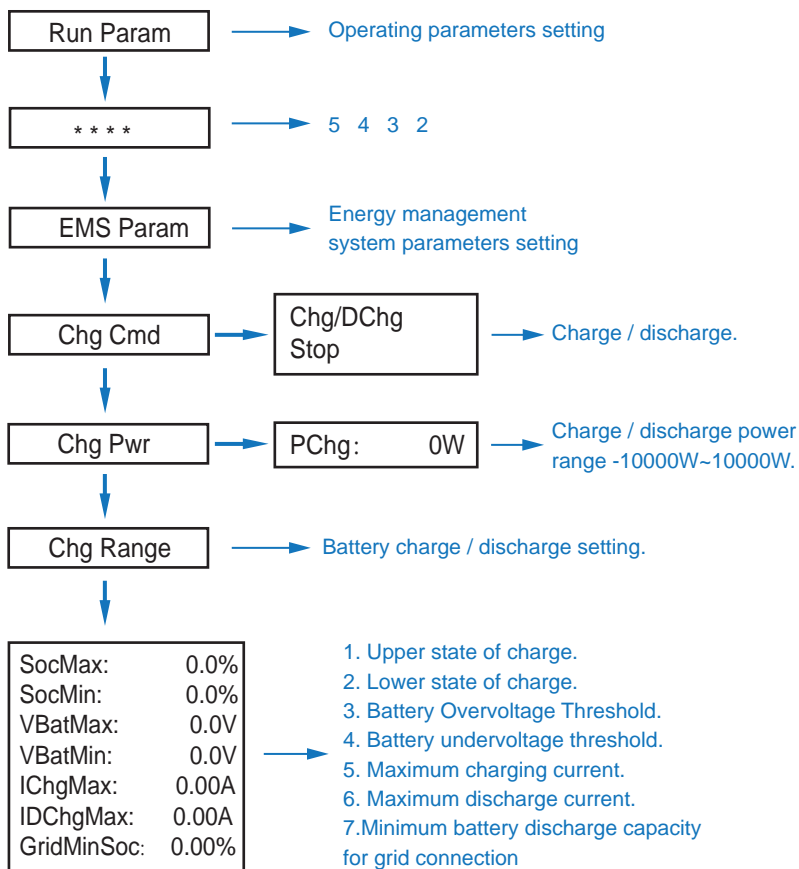 Run Param
Operating parameters setting
* * * *
5 4 3 2
EMS Param
Energy management
system parameters setting
Chg Cmd
Chg/DChg
Stop
Charge / discharge.
Chg Pwr
PChg: 0W
Charge / discharge power
range -10000W~10000W.
Chg Range
Battery charge / discharge setting.
SocMax: 0.0%
SocMin: 0.0%
VBatMax: 0.0V
VBatMin: 0.0V
IChgMax: 0.00A
IDChgMax: 0.00A
GridMinSoc: 0.00%
1. Upper state of charge.
2. Lower state of charge.
3. Battery Overvoltage Threshold.
4. Battery undervoltage threshold.
5. Maximum charging current.
6. Maximum discharge current.
7.Minimum battery discharge capacity
for grid connection